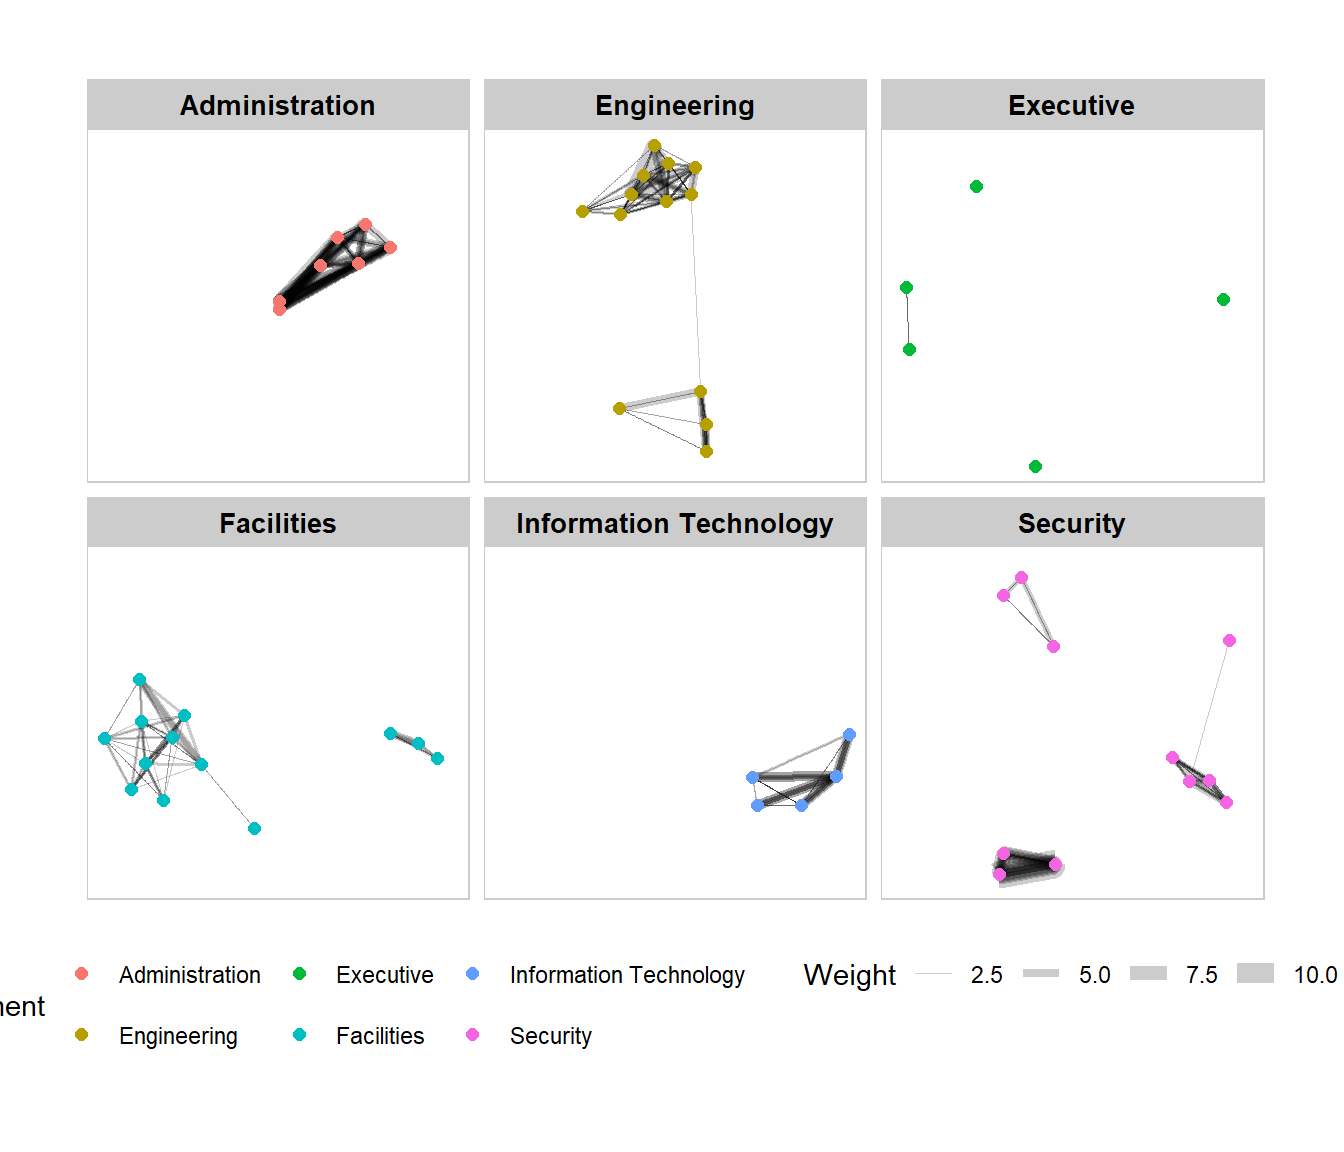 Administration Engineering Executive
Facilities Information Technology Security
Administration Executive Information Technology Weight 2.5 5.0 7.5 10.0
Engineering Facilities Security